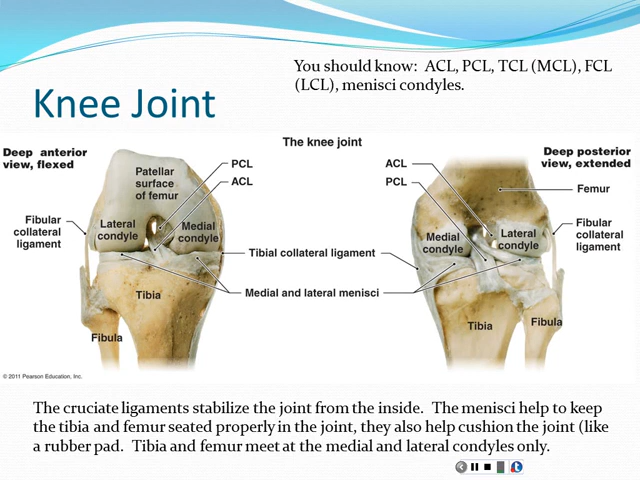 You should know:  ACL, PCL, TCL (MCL), FCL
(LCL), menisci condyles.
Knee Joint
The knee joint
Deep anterior
view, flexed
Patellar
surface
of femur
PCL
ACL
Fibular
collateral
ligament
Lateral
condyle
Medial
condyle
Tibial collateral ligament
Medial and lateral menisci
Tibia
Fibula
Deep posterior
view, extended
ACL
PCL
Femur
Fibular
collateral
ligament
Medial
condyle
Lateral
condyle
Tibia
Fibula
© 2011 Pearson Education, Inc.
The cruciate ligaments stabilize the joint from the inside.  The menisci help to keep
the tibia and femur seated properly in the joint, they also help cushion the joint (like
a rubber pad.  Tibia and femur meet at the medial and lateral condyles only.